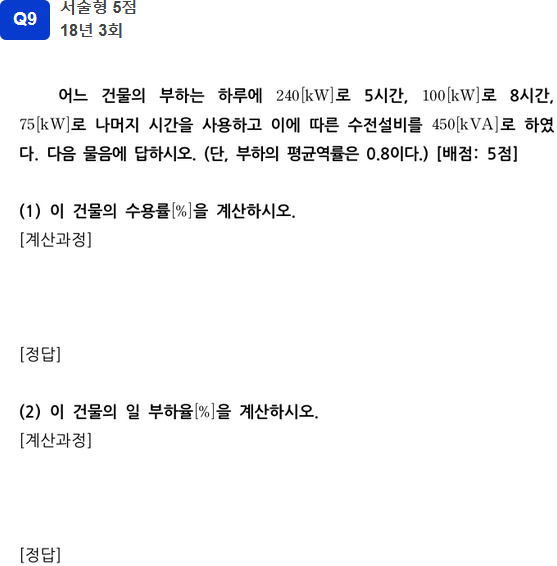 Q9
서술형 5점
18년 3회
어느 건물의 부하는 하루에 240[kW]로 5시간, 100[kW]로 8시간,
75[kW]로 나머지 시간을 사용하고 이에 따른 수전설비를 450[kVA]로 하였
다. 다음 물음에 답하시오. (단, 부하의 평균역률은 0.8이다.) [배점: 5점]
(1) 이 건물의 수용률[%]을 계산하시오.
[계산과정]
[정답]
(2) 이 건물의 일 부하율[%]을 계산하시오.
[계산과정]
[정답]